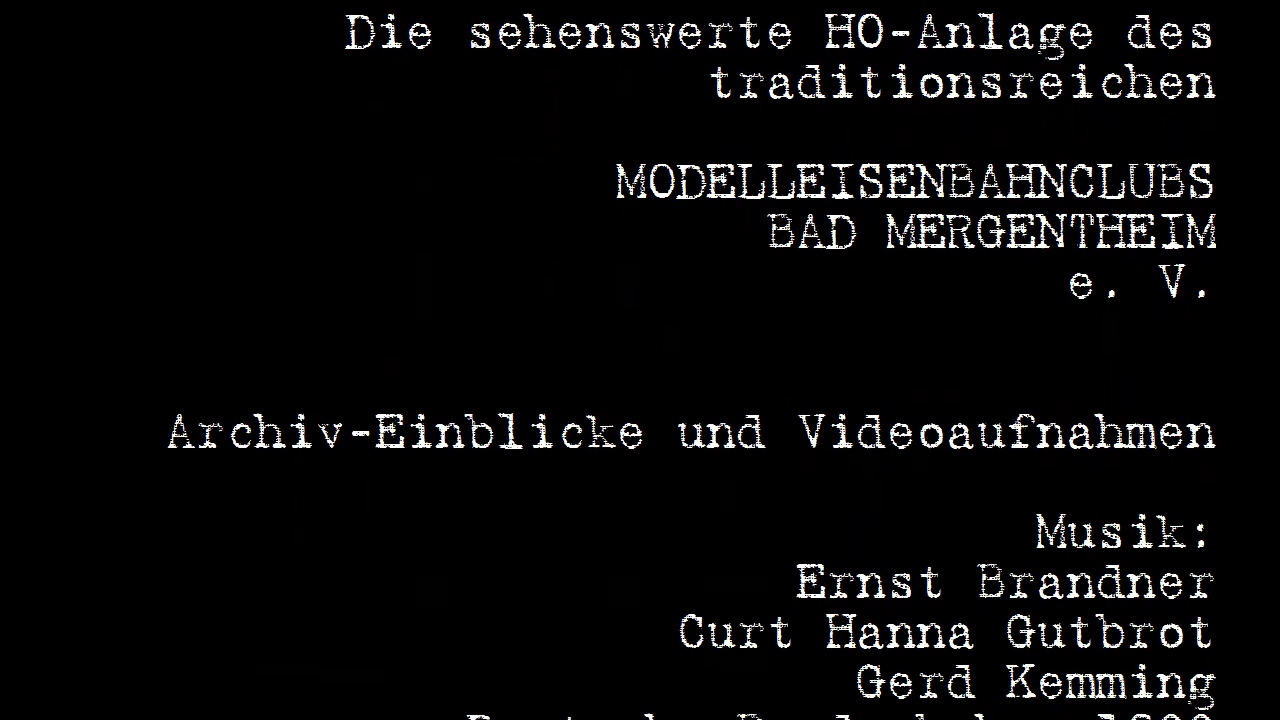 Die sehenswerte HO-Anlage des
traditionsreichen
MODELLEISENBAHNCLUBS
BAD MERGENTHEIM
e. V.
Archiv-Einblicke und Videoaufnahmen
Musik:
Ernst Brandner
Curt Hanna Gutbrot
Gerd Kemming